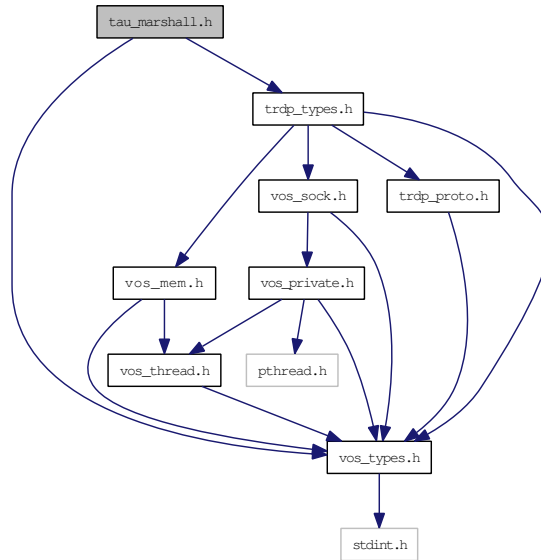 tau_marshall.h
trdp_types.h
vos_sock.h
trdp_proto.h
vos_mem.h
vos_private.h
vos_thread.h
pthread.h
vos_types.h
stdint.h